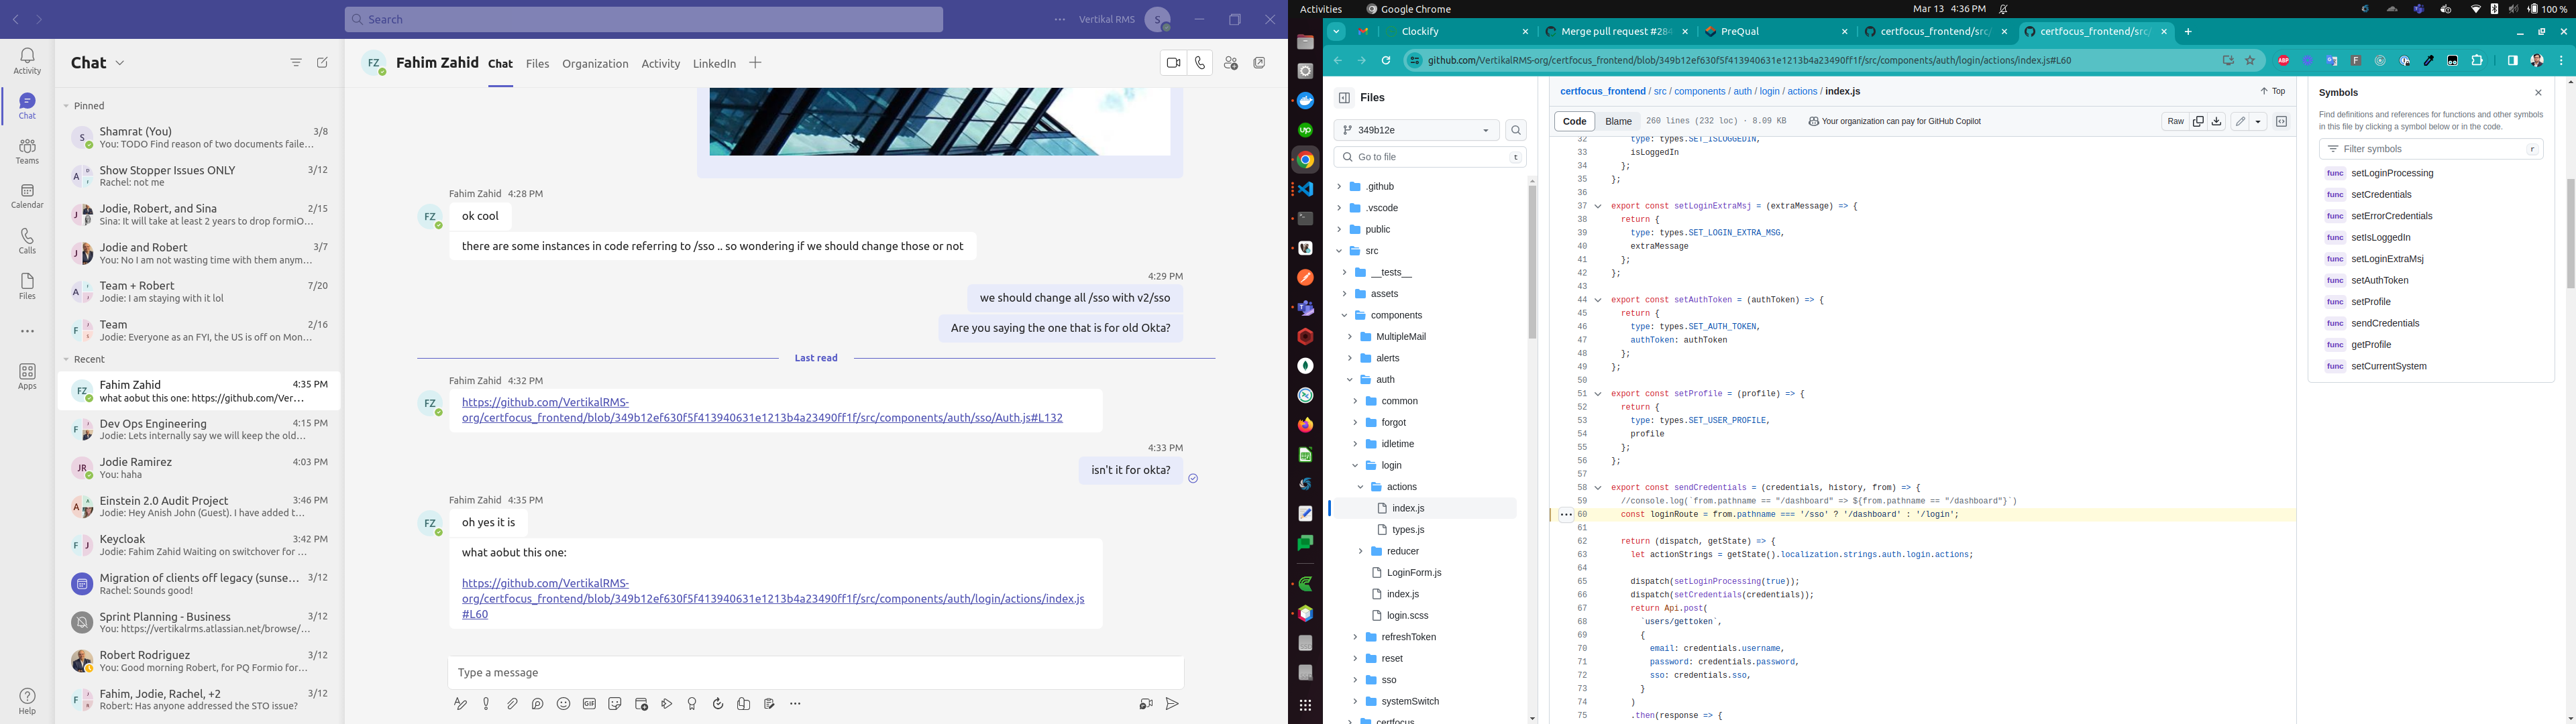 Search
Vertikal RMS
S
Activity
Chat
Teams
Calendar
Calls
Files
Apps
Help
Chat
Pinned
Shamrat (You) 3/8
You: TODO Find reason of two documents faile...
Show Stopper Issues ONLY 3/12
Rachel: not me
Jodie, Robert, and Sina 2/15
Sina: It will take at least 2 years to drop formiO...
Jodie and Robert 3/7
You: No I am not wasting time with them anym...
Team + Robert 7/20
Jodie: I am staying with it lol
Team 2/16
Jodie: Everyone as an FYI, the US is off on Mon...
Recent
Fahim Zahid 4:35 PM
what aobut this one: https://github.com/Ver...
Dev Ops Engineering 4:15 PM
Jodie: Lets internally say we will keep the old...
Jodie Ramirez 4:03 PM
You: haha
Einstein 2.0 Audit Project 3:46 PM
Jodie: Hey Anish John (Guest). I have added t...
Keycloak 3:42 PM
Jodie: Fahim Zahid Waiting on switchover for ...
Migration of clients off legacy (sunse... 3/12
Rachel: Sounds good!
Sprint Planning - Business 3/12
You: https://vertikalrms.atlassian.net/browse/...
Robert Rodriguez 3/12
You: Good morning Robert, for PQ Formio for...
Fahim, Jodie, Rachel, +2 3/12
Robert: Has anyone addressed the STO issue?
FZ Fahim Zahid Chat Files Organization Activity LinkedIn
Fahim Zahid 4:28 PM
FZ ok cool
there are some instances in code referring to /sso .. so wondering if we should change those or not
4:29 PM
we should change all /sso with v2/sso
Are you saying the one that is for old Okta?
Last read
Fahim Zahid 4:32 PM
FZ https://github.com/VertikalRMS-
org/certfocus_frontend/blob/349b12ef630f5f413940631e1213b4a23490ff1f/src/components/auth/sso/Auth.js#L132
4:33 PM
isn't it for okta?
Fahim Zahid 4:35 PM
FZ oh yes it is
what aobut this one:
https://github.com/VertikalRMS-
org/certfocus_frontend/blob/349b12ef630f5f413940631e1213b4a23490ff1f/src/components/auth/login/actions/index.js
#L60
Type a message
Activities Google Chrome Mar 13 4:36 PM 100 %
Clockify
Merge pull request #284
PreQual
certfocus_frontend/src/
certfocus_frontend/src/
github.com/VertikalRMS-org/certfocus_frontend/blob/349b12ef630f5f413940631e1213b4a23490ff1f/src/components/auth/login/actions/index.js#L60
Files
349b12e
Go to file t
.github
.vscode
public
src
__tests__
assets
components
MultipleMail
alerts
auth
common
forgot
idletime
login
actions
index.js
types.js
reducer
LoginForm.js
index.js
login.scss
refreshToken
reset
sso
systemSwitch
certfocus
certfocus_frontend / src / components / auth / login / actions / index.js Top
Code Blame 260 lines (232 loc) · 8.09 KB Your organization can pay for GitHub Copilot Raw
32 type: types.SET_ISLOGGEDIN,
33 isLoggedIn
34 };
35 };
36
37 export const setLoginExtraMsj = (extraMessage) => {
38 return {
39 type: types.SET_LOGIN_EXTRA_MSG,
40 extraMessage
41 };
42 };
43
44 export const setAuthToken = (authToken) => {
45 return {
46 type: types.SET_AUTH_TOKEN,
47 authToken: authToken
48 };
49 };
50
51 export const setProfile = (profile) => {
52 return {
53 type: types.SET_USER_PROFILE,
54 profile
55 };
56 };
57
58 export const sendCredentials = (credentials, history, from) => {
59 //console.log(`from.pathname == "/dashboard" => ${from.pathname == "/dashboard"}`)
60 const loginRoute = from.pathname === '/sso' ? '/dashboard' : '/login';
61
62 return (dispatch, getState) => {
63 let actionStrings = getState().localization.strings.auth.login.actions;
64
65 dispatch(setLoginProcessing(true));
66 dispatch(setCredentials(credentials));
67 return Api.post(
68 `users/gettoken`,
69 {
70 email: credentials.username,
71 password: credentials.password,
72 sso: credentials.sso,
73 }
74 )
75 .then(response => {
Symbols
Find definitions and references for functions and other symbols
in this file by clicking a symbol below or in the code.
Filter symbols r
func setLoginProcessing
func setCredentials
func setErrorCredentials
func setIsLoggedIn
func setLoginExtraMsj
func setAuthToken
func setProfile
func sendCredentials
func getProfile
func setCurrentSystem